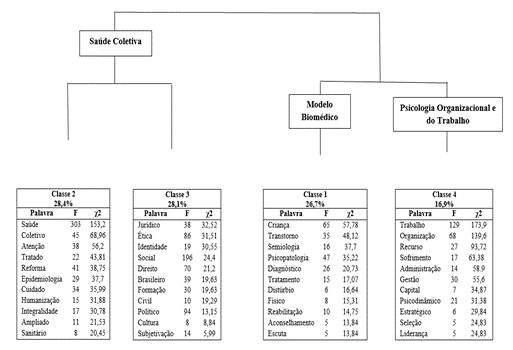 Saúde Coletiva
Modelo
Biomédico
Psicologia Organizacional e
do Trabalho
Classe 2
28,4%
Palavra F χ2
Saúde 303 153,2
Coletivo 45 68,96
Atenção 38 56,2
Tratado 22 43,81
Reforma 41 38,75
Epidemiologia 29 37,7
Cuidado 34 35,99
Humanização 15 31,88
Integralidade 17 30,78
Ampliado 11 21,53
Sanitário 8 20,45
Classe 3
28,1%
Palavra F χ2
Jurídico 38 32,52
Ética 86 31,51
Identidade 19 30,55
Social 196 24,4
Direito 70 21,2
Brasileiro 39 19,63
Formação 30 19,63
Civil 10 19,29
Político 94 13,15
Cultura 8 8,84
Subjetivação 14 5,99
Classe 1
26,7%
Palavra F χ2
Criança 65 57,78
Transtorno 35 48,12
Semiologia 16 37,7
Psicopatologia 47 35,22
Diagnóstico 26 20,73
Tratamento 15 17,07
Distúrbio 6 16,64
Físico 8 15,31
Reabilitação 10 14,75
Aconselhamento 5 13,84
Escuta 5 13,84
Classe 4
16,9%
Palavra F χ2
Trabalho 129 173,9
Organização 68 139,6
Recurso 27 93,72
Sofrimento 17 63,38
Administração 14 58.9
Gestão 30 55,6
Capital 7 34,87
Psicodinâmico 21 31.38
Estratégico 6 29,84
Seleção 5 24,83
Liderança 5 24,83